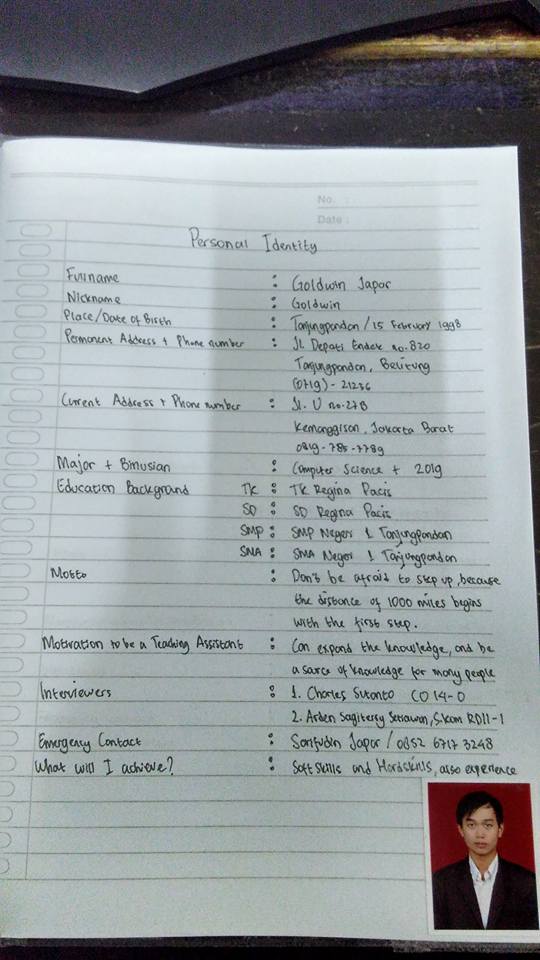 No. :
Date :
Personal Identity
Fullname : Goldwin Japar
Nickname : Goldwin
Place/Date of Birth : Tanjungpandan / 15 February 1998
Permanent Address + Phone number : Jl. Depati Endek no. 820
Tanjungpandan, Belitung
(0719) - 21256
Current Address + Phone number : Jl. U no. 27B
Kemanggisan, Jakarta Barat
0819-785-7789
Major + Binusian : Computer Science + 2019
Education Background TK : TK Regina Pacis
SD : SD Regina Pacis
SMP : SMP Negeri 1 Tanjungpandan
SMA : SMA Negeri 1 Tanjungpandan
Motto : Don't be afraid to step up, because
the distance of 1000 miles begins
with the first step.
Motivation to be a Teaching Assistant : Can expand the knowledge, and be
a sorce of knowledge for many people
Interviewers : 1. Charles Sutanto CO 14-0
2. Arden Sagiterry Setiawan, S.Kom RD11-1
Emergency Contact : Sarifudin Japar / 0852 6717 3248
What will I achieve? : Soft skills and Hardskills, also experience